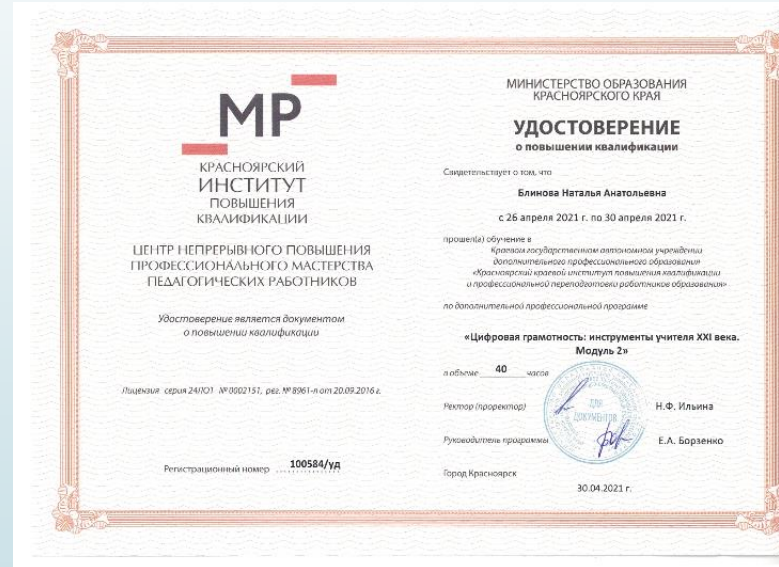 МР
КРАСНОЯРСКИЙ
ИНСТИТУТ
ПОВЫШЕНИЯ
КВАЛИФИКАЦИИ
ЦЕНТР НЕПРЕРЫВНОГО ПОВЫШЕНИЯ
ПРОФЕССИОНАЛЬНОГО МАСТЕРСТВА
ПЕДАГОГИЧЕСКИХ РАБОТНИКОВ
Удостоверение является документом
о повышении квалификации
Лицензия серия 24ЛО1 № 0002151, рег. № 8961-л от 20.09.2016 г.
Регистрационный номер 100584/уд
МИНИСТЕРСТВО ОБРАЗОВАНИЯ
КРАСНОЯРСКОГО КРАЯ
УДОСТОВЕРЕНИЕ
о повышении квалификации
Свидетельствует о том, что
Блинова Наталья Анатольевна
с 26 апреля 2021 г. по 30 апреля 2021 г.
прошел(а) обучение в
Краевом государственном автономном учреждении
дополнительного профессионального образования
«Красноярский краевой институт повышения квалификации
и профессиональной переподготовки работников образования»
по дополнительной профессиональной программе
«Цифровая грамотность: инструменты учителя XXI века.
Модуль 2»
в объеме 40 часов
Ректор (проректор) Н.Ф. Ильина
ДЛЯ
ДОКУМЕНТОВ
Руководитель программы Е.А. Борзенко
Город Красноярск
30.04.2021 г.